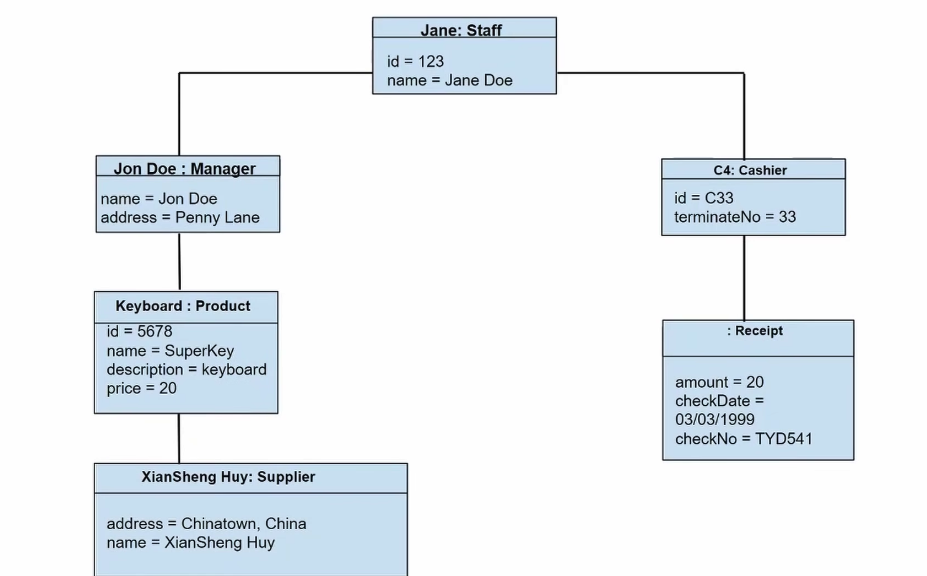 Jane: Staff
id = 123
name = Jane Doe
Jon Doe : Manager
name = Jon Doe
address = Penny Lane
C4: Cashier
id = C33
terminateNo = 33
Keyboard : Product
id = 5678
name = SuperKey
description = keyboard
price = 20
: Receipt
amount = 20
checkDate =
03/03/1999
checkNo = TYD541
XianSheng Huy: Supplier
address = Chinatown, China
name = XianSheng Huy